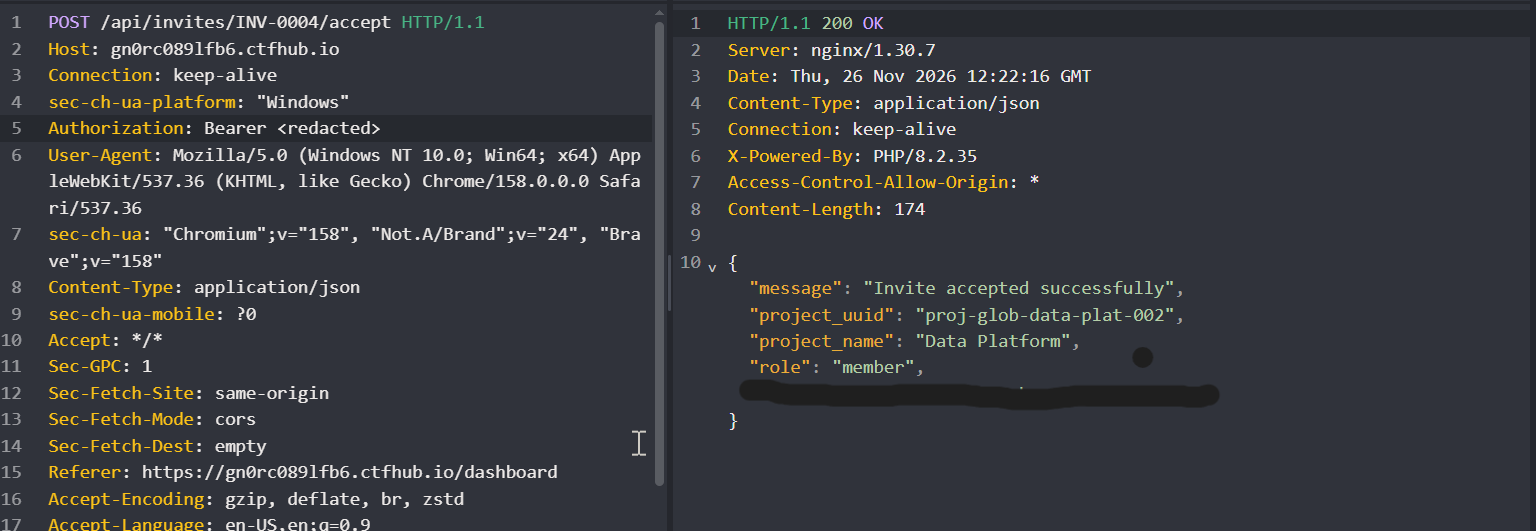 1 POST /api/invites/INV-0004/accept HTTP/1.1
2 Host: gn0rc089lfb6.ctfhub.io
3 Connection: keep-alive
4 sec-ch-ua-platform: "Windows"
5 Authorization: Bearer <redacted>
6 User-Agent: Mozilla/5.0 (Windows NT 10.0; Win64; x64) App
leWebKit/537.36 (KHTML, like Gecko) Chrome/158.0.0.0 Safa
ri/537.36
7 sec-ch-ua: "Chromium";v="158", "Not.A/Brand";v="24", "Bra
ve";v="158"
8 Content-Type: application/json
9 sec-ch-ua-mobile: ?0
10 Accept: */*
11 Sec-GPC: 1
12 Sec-Fetch-Site: same-origin
13 Sec-Fetch-Mode: cors
14 Sec-Fetch-Dest: empty
15 Referer: https://gn0rc089lfb6.ctfhub.io/dashboard
16 Accept-Encoding: gzip, deflate, br, zstd
17 Accept-Language: en-US,en;q=0.9
1 HTTP/1.1 200 OK
2 Server: nginx/1.30.7
3 Date: Thu, 26 Nov 2026 12:22:16 GMT
4 Content-Type: application/json
5 Connection: keep-alive
6 X-Powered-By: PHP/8.2.35
7 Access-Control-Allow-Origin: *
8 Content-Length: 174
9
10 {
"message": "Invite accepted successfully",
"project_uuid": "proj-glob-data-plat-002",
"project_name": "Data Platform",
"role": "member",
}